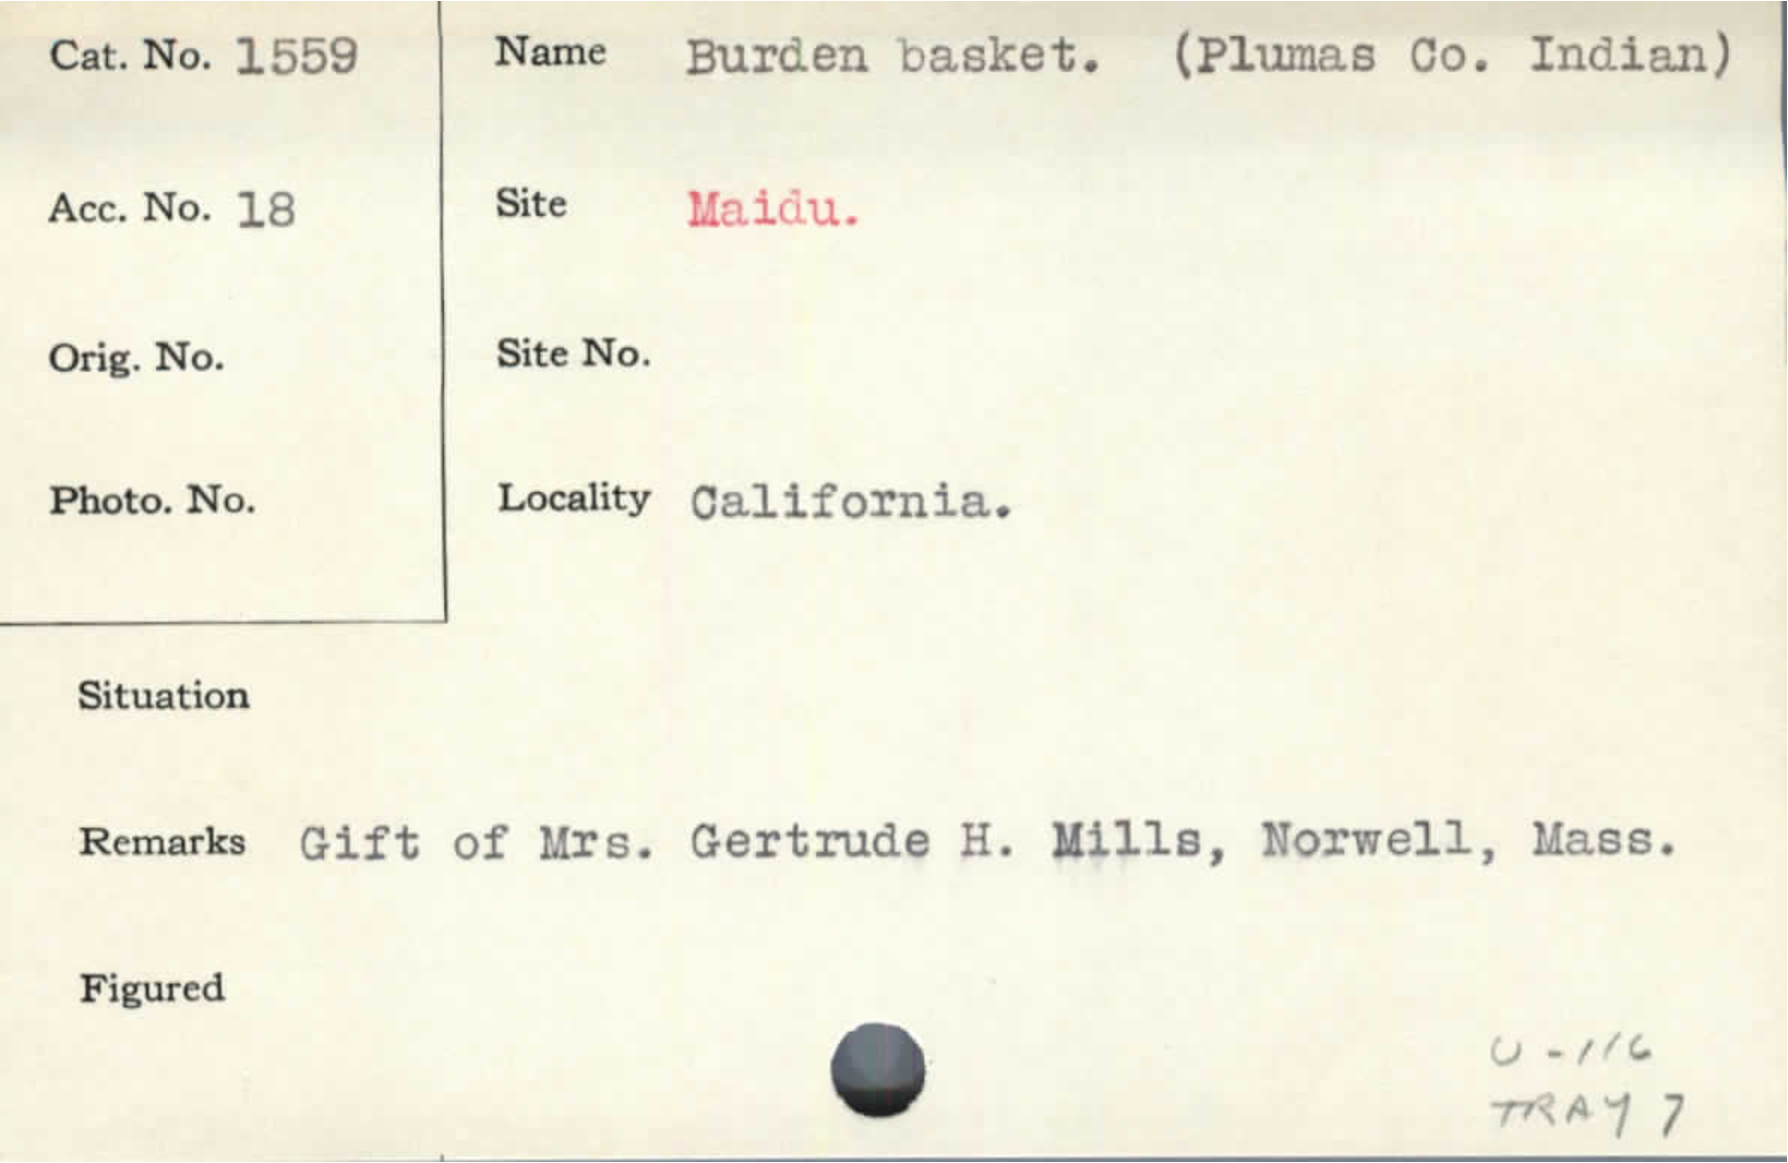 Cat. No. 1559
Name Burden basket. (Plumas Co. Indian)
Acc. No. 18
Site Maidu.
Orig. No.
Site No.
Photo. No.
Locality California.
Situation
Remarks Gift of Mrs. Gertrude H. Mills, Norwell, Mass.
Figured
U-116
TRAY 7